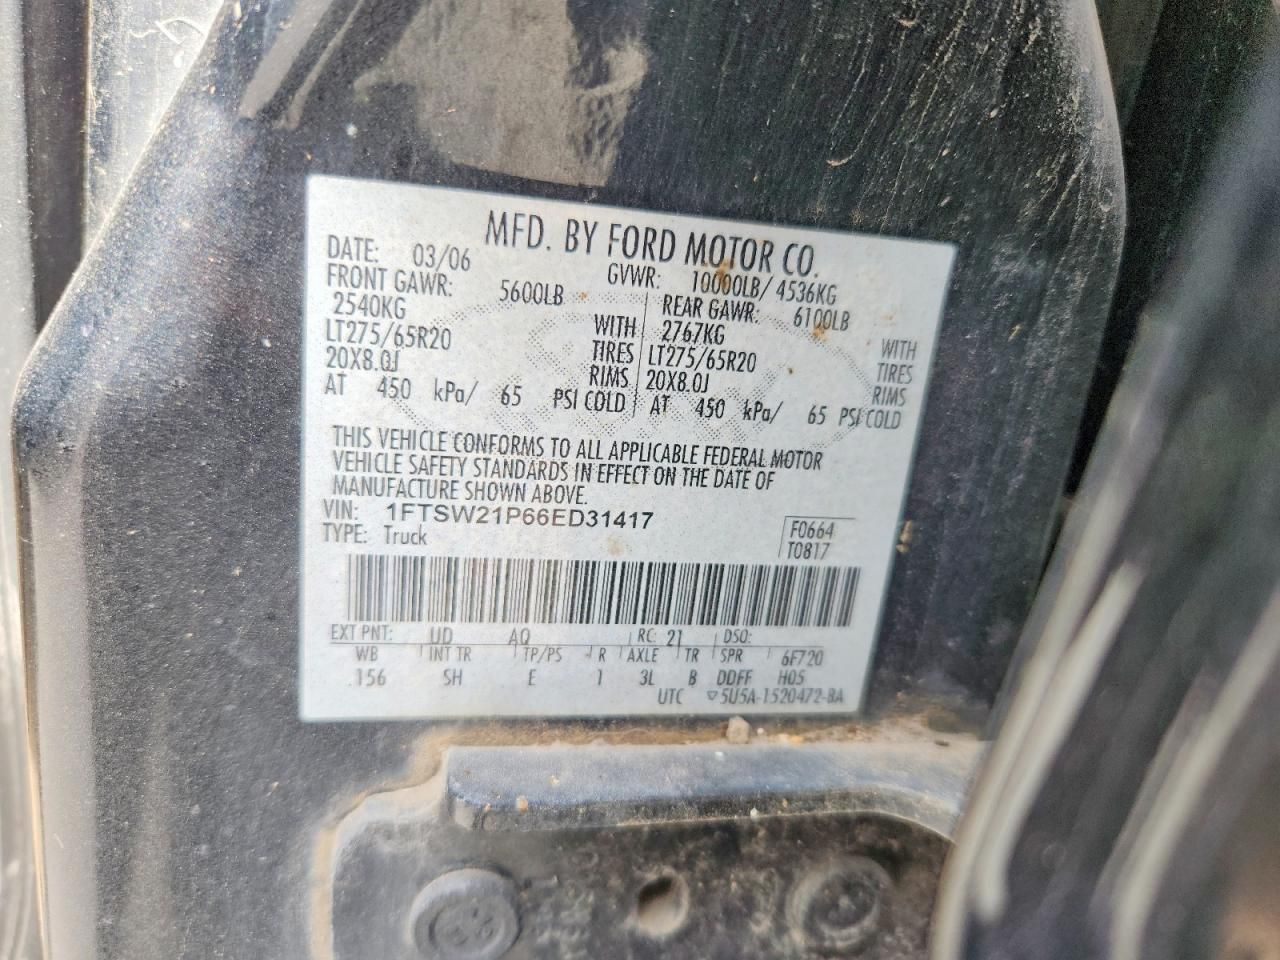 MFD. BY FORD MOTOR CO.
DATE: 03/06 GVWR: 10000LB/ 4536KG
FRONT GAWR: 5600LB REAR GAWR: 6100LB
2540KG WITH 2767KG WITH
LT275/65R20 TIRES LT275/65R20 TIRES
20X8.0J RIMS 20X8.0J RIMS
AT 450 kPa/ 65 PSI COLD AT 450 kPa/ 65 PSI COLD
THIS VEHICLE CONFORMS TO ALL APPLICABLE FEDERAL MOTOR
VEHICLE SAFETY STANDARDS IN EFFECT ON THE DATE OF
MANUFACTURE SHOWN ABOVE.
VIN: 1FTSW21P66ED31417 F0664
TYPE: Truck T0817
EXT PNT: UD AQ RC: 21 DSO:
WB INT TR TP/PS R AXLE TR SPR 6F720
156 SH E 1 3L B DDFF H05
UTC ▽5U5A-1520472-BA